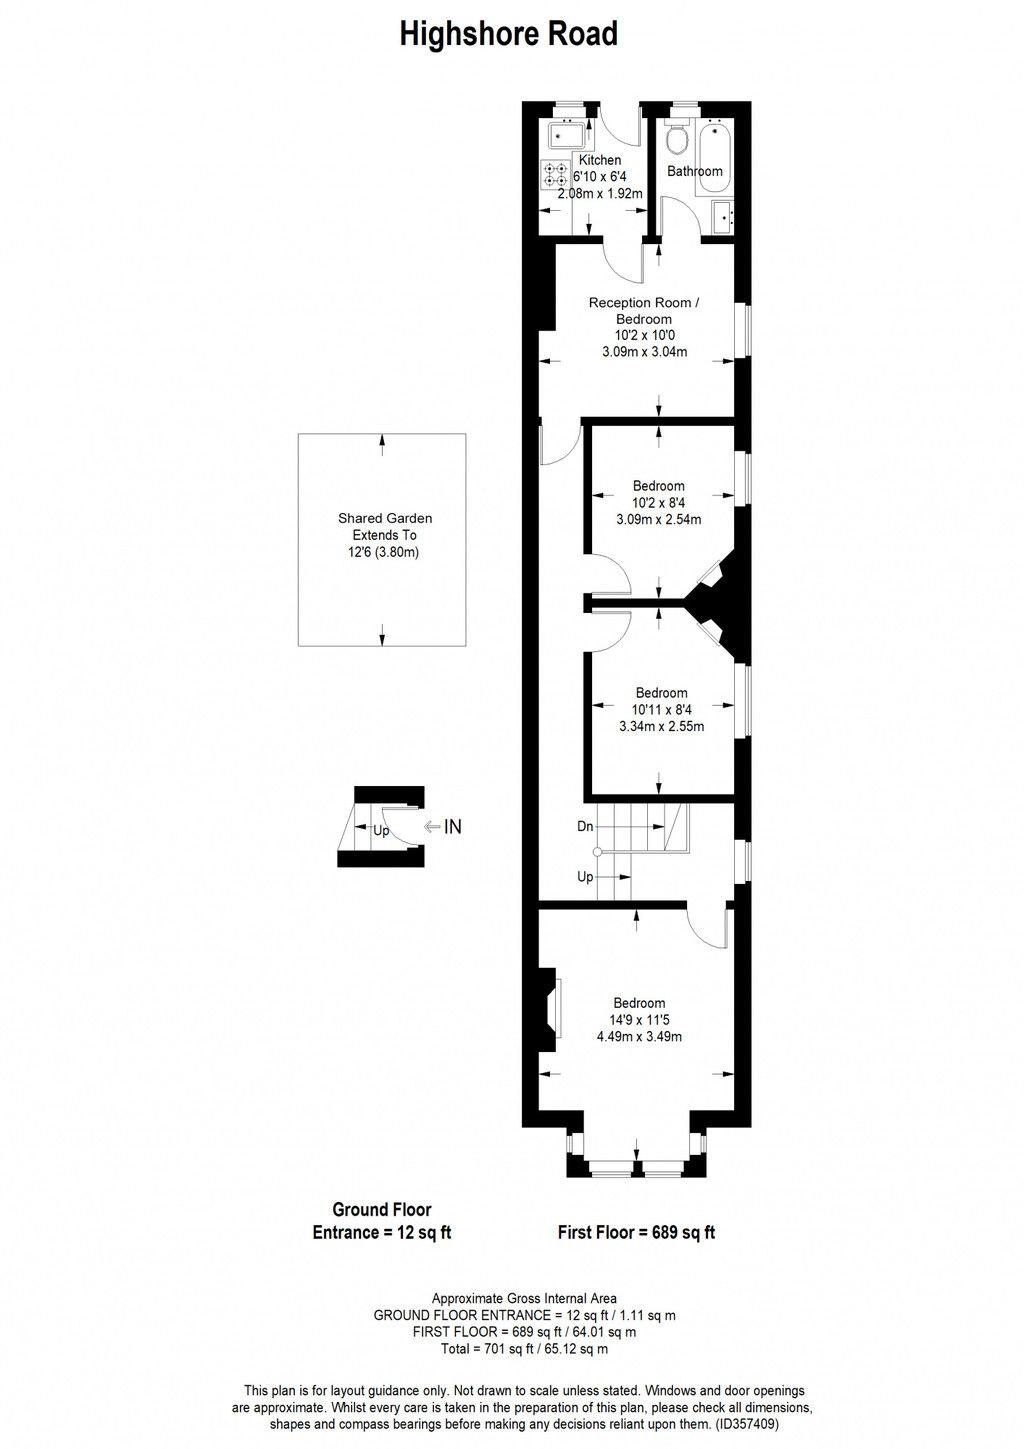 Highshore Road
Kitchen
6'10 x 6'4
2.08m x 1.92m
Bathroom
Reception Room /
Bedroom
10'2 x 10'0
3.09m x 3.04m
Shared Garden
Extends To
12'6 (3.80m)
Bedroom
10'2 x 8'4
3.09m x 2.54m
Bedroom
10'11 x 8'4
3.34m x 2.55m
Up
IN
Dn
Up
Bedroom
14'9 x 11'5
4.49m x 3.49m
Ground Floor
Entrance = 12 sq ft
First Floor = 689 sq ft
Approximate Gross Internal Area
GROUND FLOOR ENTRANCE = 12 sq ft / 1.11 sq m
FIRST FLOOR = 689 sq ft / 64.01 sq m
Total = 701 sq ft / 65.12 sq m
This plan is for layout guidance only. Not drawn to scale unless stated. Windows and door openings
are approximate. Whilst every care is taken in the preparation of this plan, please check all dimensions,
shapes and compass bearings before making any decisions reliant upon them. (ID357409)